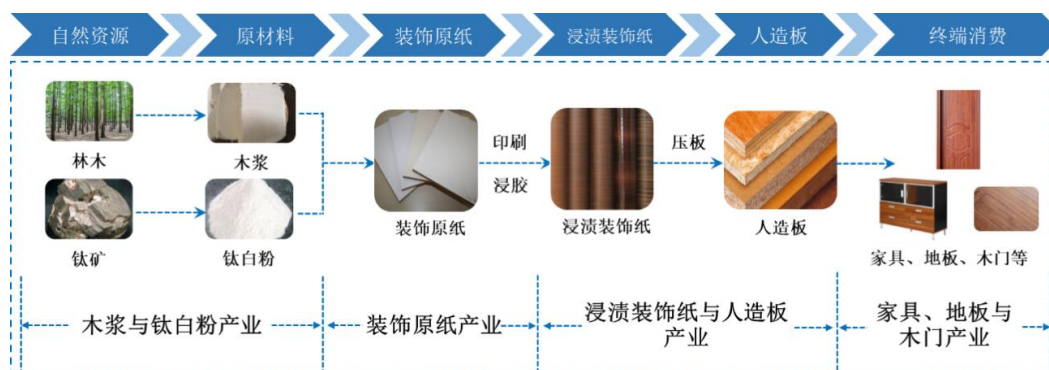 自然资源
原材料
装饰原纸
浸渍装饰纸
人造板
终端消费
林木
木浆
钛矿
钛白粉
装饰原纸
印刷
浸胶
浸渍装饰纸
压板
人造板
家具、地板、木门等
木浆与钛白粉产业
装饰原纸产业
浸渍装饰纸与人造板
产业
家具、地板与
木门产业